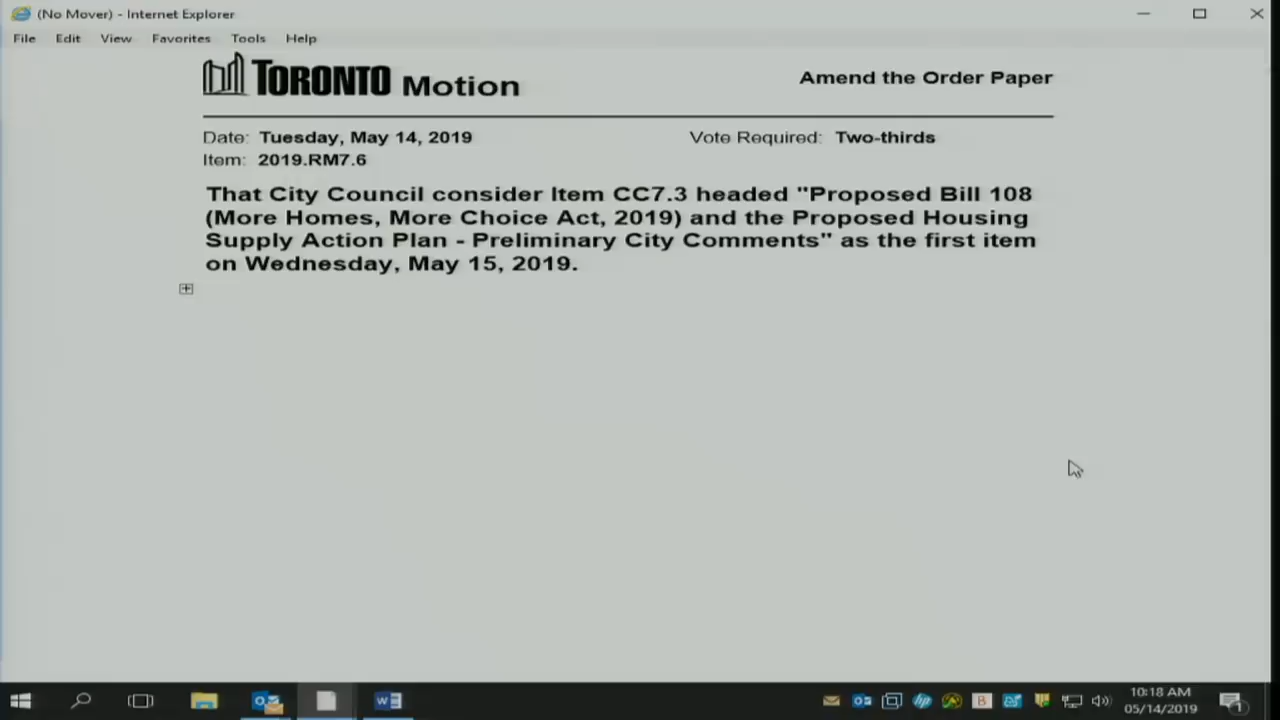 (No Mover) - Internet Explorer
File Edit View Favorites Tools Help
TORONTO Motion
Amend the Order Paper
Date: Tuesday, May 14, 2019
Vote Required: Two-thirds
Item: 2019.RM7.6
That City Council consider Item CC7.3 headed "Proposed Bill 108
(More Homes, More Choice Act, 2019) and the Proposed Housing
Supply Action Plan - Preliminary City Comments" as the first item
on Wednesday, May 15, 2019.
10:18 AM
05/14/2019